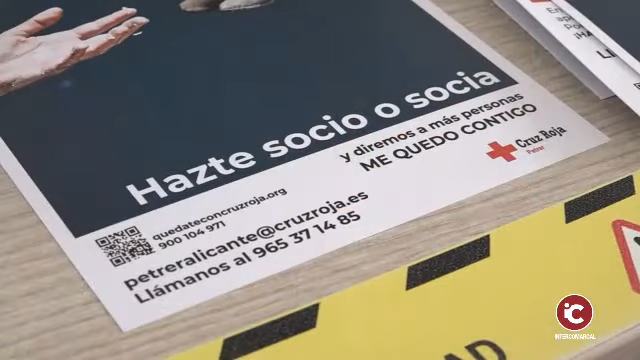 Hazte socio o socia
y diremos a más personas
ME QUEDO CONTIGO
Cruz Roja
Petrer
quedateconcruzroja.org
900 104 971
petreralicante@cruzroja.es
Llámanos al 965 37 14 85
iC
INTERCOMARCAL